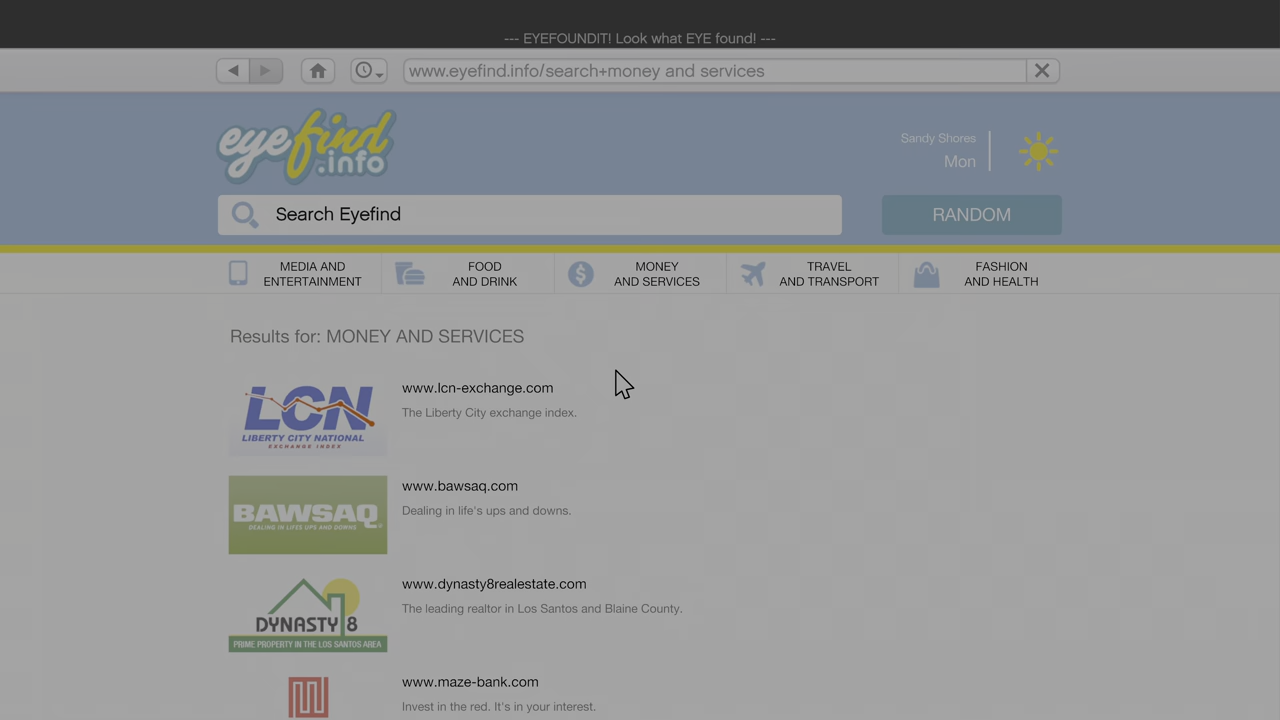 --- EYEFOUNDIT! Look what EYE found! ---
www.eyefind.info/search+money and services
eyefind
.info
Sandy Shores
Mon
Search Eyefind
RANDOM
MEDIA AND
ENTERTAINMENT
FOOD
AND DRINK
MONEY
AND SERVICES
TRAVEL
AND TRANSPORT
FASHION
AND HEALTH
Results for: MONEY AND SERVICES
LCN
LIBERTY CITY NATIONAL
EXCHANGE INDEX
www.lcn-exchange.com
The Liberty City exchange index.
BAWSAQ
DEALING IN LIFES UPS AND DOWNS
www.bawsaq.com
Dealing in life's ups and downs.
DYNASTY 8
PRIME PROPERTY IN THE LOS SANTOS AREA
www.dynasty8realestate.com
The leading realtor in Los Santos and Blaine County.
www.maze-bank.com
Invest in the red. It's in your interest.